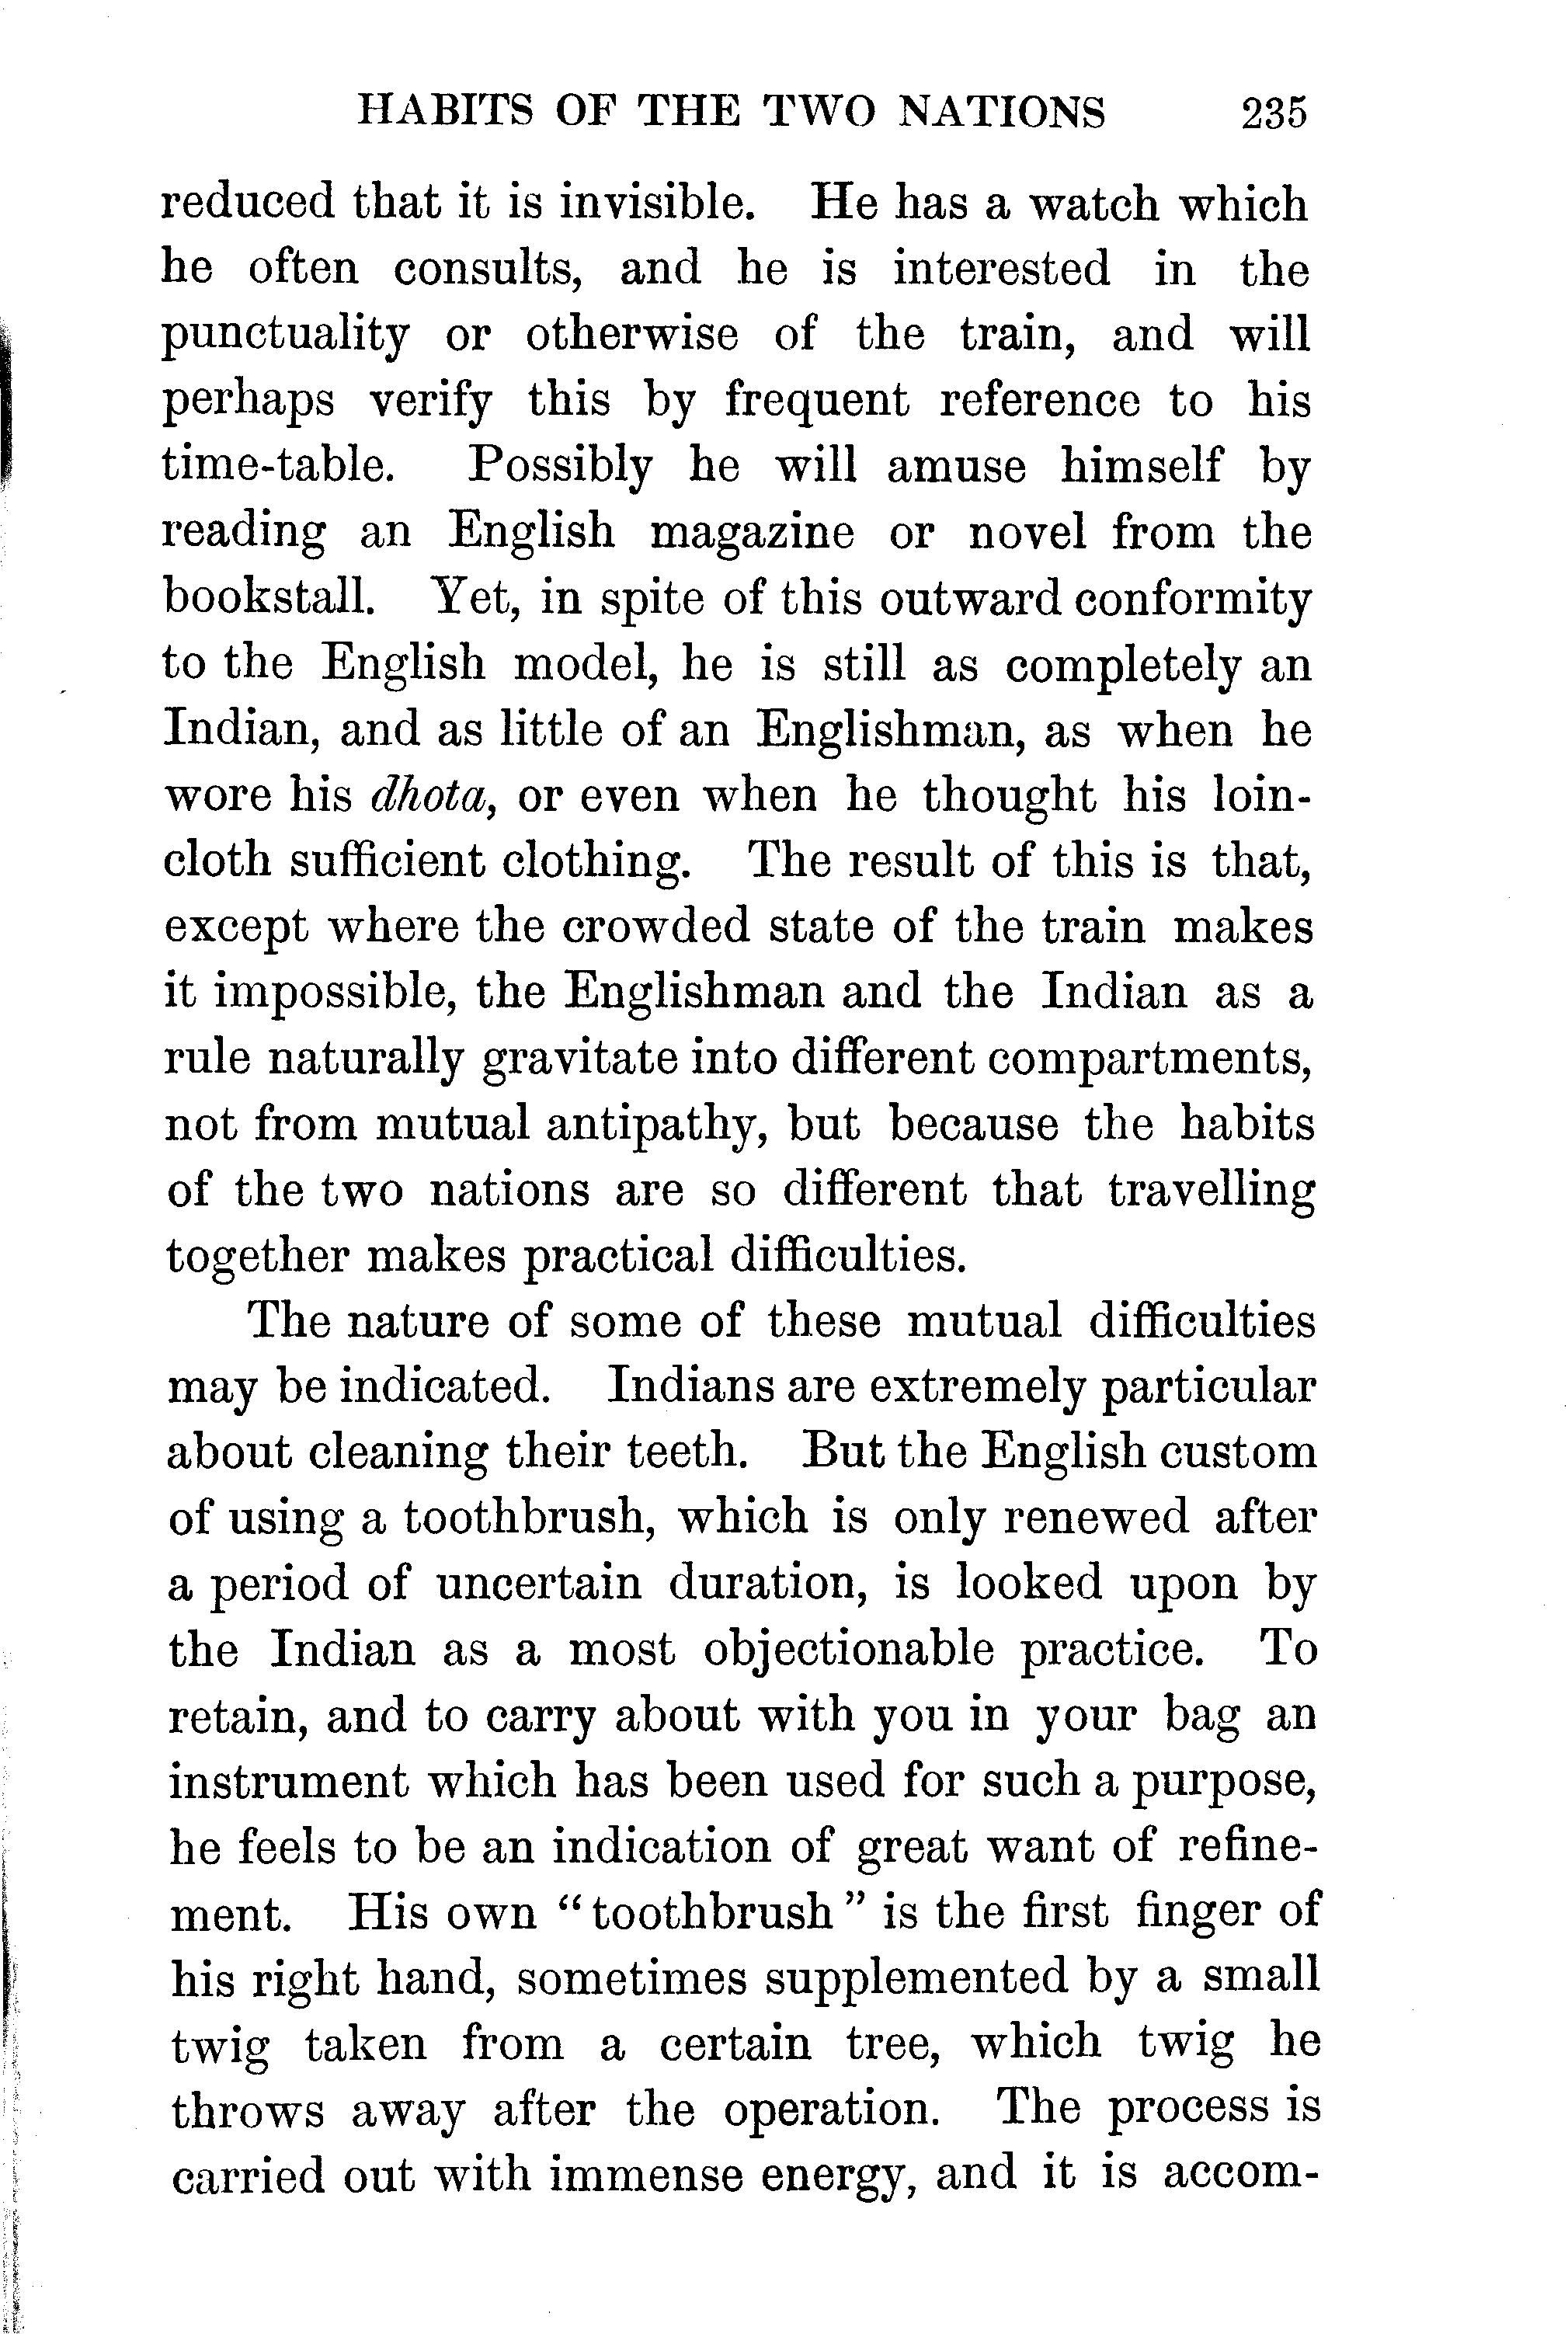 HABITS OF THE TWO NATIONS 235
reduced that it is invisible. He has a watch which
he often consults, and he is interested in the
punctuality or otherwise of the train, and will
perhaps verify this by frequent reference to his
time-table. Possibly he will amuse himself by
reading an English magazine or novel from the
bookstall. Yet, in spite of this outward conformity
to the English model, he is still as completely an
Indian, and as little of an Englishman, as when he
wore his dhota, or even when he thought his loin-
cloth sufficient clothing. The result of this is that,
except where the crowded state of the train makes
it impossible, the Englishman and the Indian as a
rule naturally gravitate into different compartments,
not from mutual antipathy, but because the habits
of the two nations are so different that travelling
together makes practical difficulties.
The nature of some of these mutual difficulties
may be indicated. Indians are extremely particular
about cleaning their teeth. But the English custom
of using a toothbrush, which is only renewed after
a period of uncertain duration, is looked upon by
the Indian as a most objectionable practice. To
retain, and to carry about with you in your bag an
instrument which has been used for such a purpose,
he feels to be an indication of great want of refine-
ment. His own "toothbrush" is the first finger of
his right hand, sometimes supplemented by a small
twig taken from a certain tree, which twig he
throws away after the operation. The process is
carried out with immense energy, and it is accom-